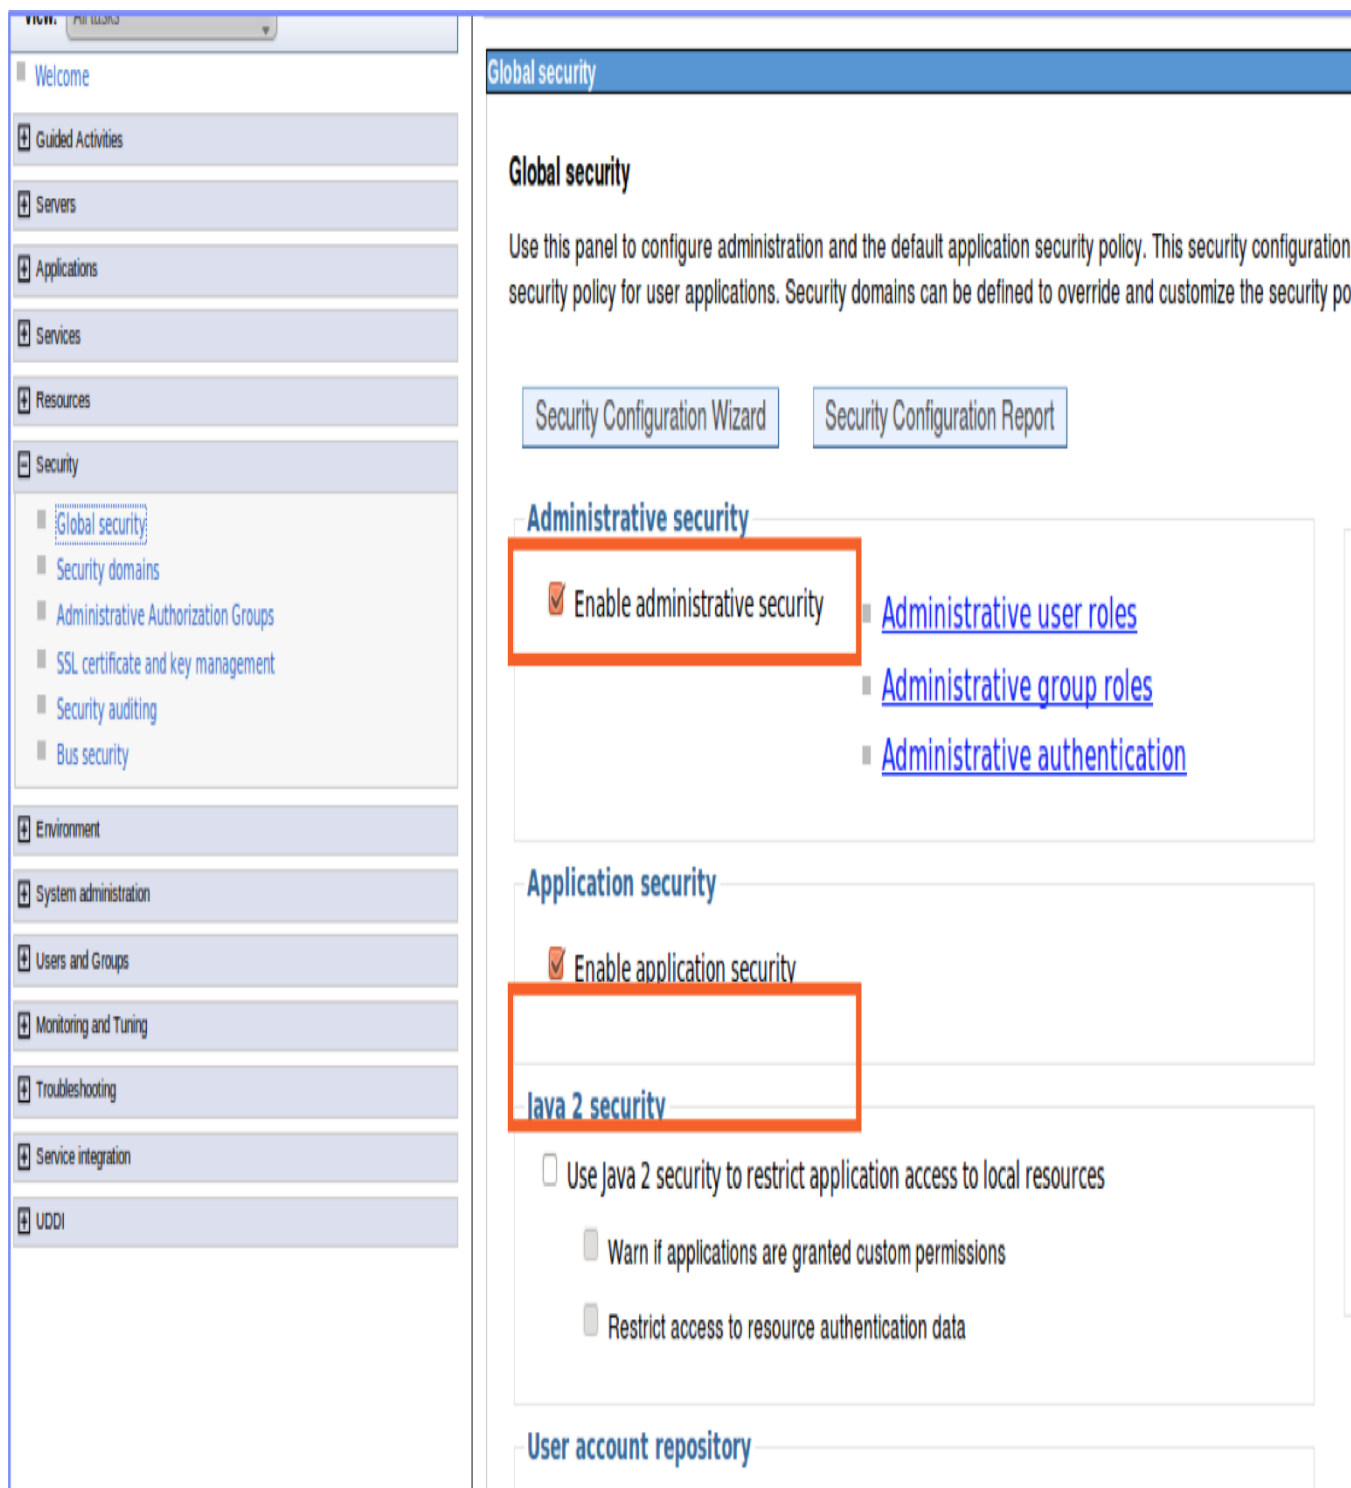 View: All tasks
Welcome
Guided Activities
Servers
Applications
Services
Resources
Security
Global security
Security domains
Administrative Authorization Groups
SSL certificate and key management
Security auditing
Bus security
Environment
System administration
Users and Groups
Monitoring and Tuning
Troubleshooting
Service integration
UDDI
Global security
Global security
Use this panel to configure administration and the default application security policy. This security configuration
security policy for user applications. Security domains can be defined to override and customize the security po
Security Configuration Wizard Security Configuration Report
Administrative security
Enable administrative security
Administrative user roles
Administrative group roles
Administrative authentication
Application security
Enable application security
Java 2 security
Use Java 2 security to restrict application access to local resources
Warn if applications are granted custom permissions
Restrict access to resource authentication data
User account repository